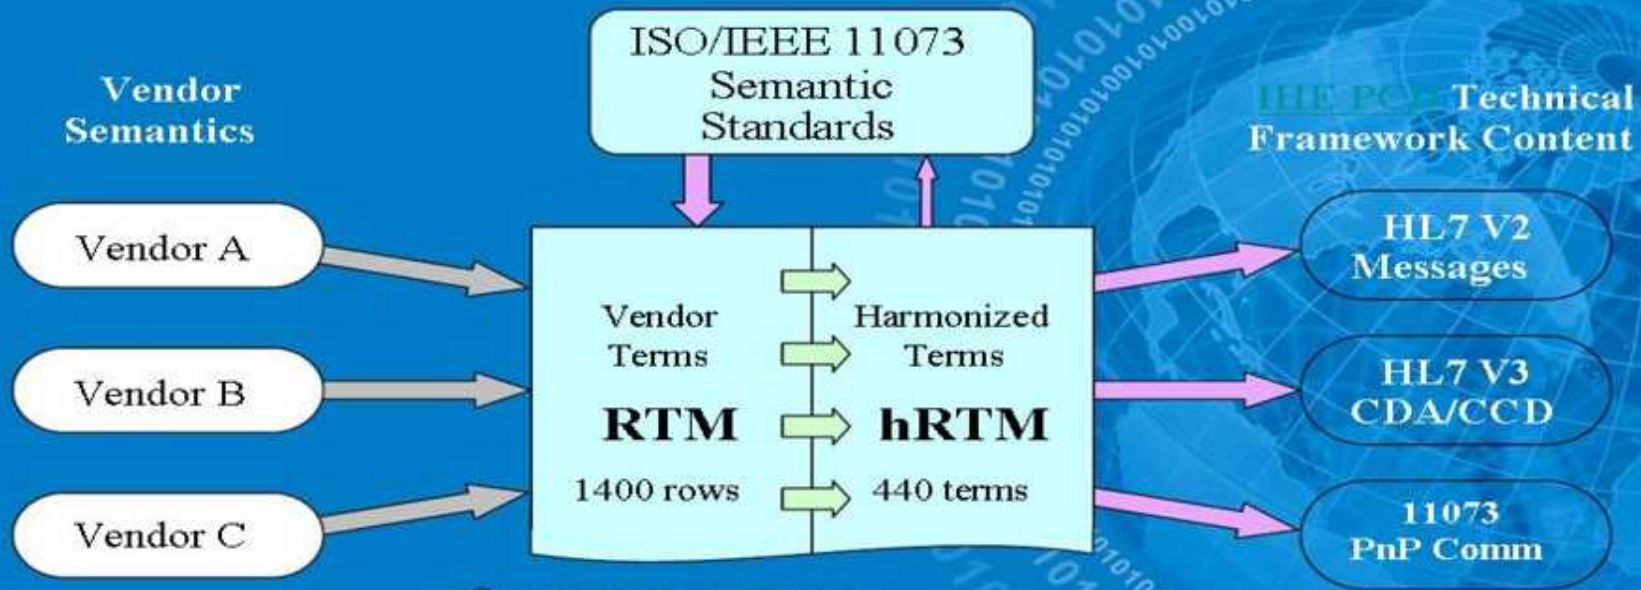 ISO/IEEE 11073
Semantic
Standards
Vendor
Semantics
IHE PCD Technical
Framework Content
Vendor A
Vendor B
Vendor C
Vendor
Terms
RTM
1400 rows
Harmonized
Terms
hRTM
440 terms
HL7 V2
Messages
HL7 V3
CDA/CCD
11073
PnP Comm